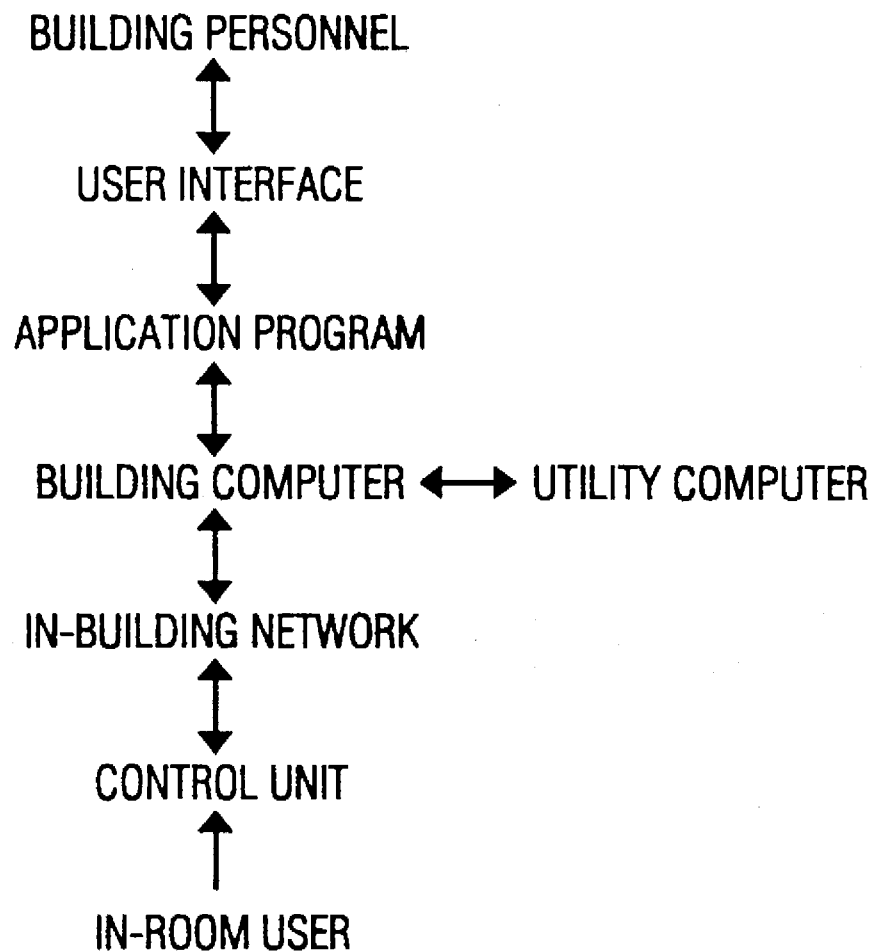 BUILDING PERSONNEL
USER INTERFACE
APPLICATION PROGRAM
BUILDING COMPUTER UTILITY COMPUTER
IN-BUILDING NETWORK
CONTROL UNIT
IN-ROOM USER